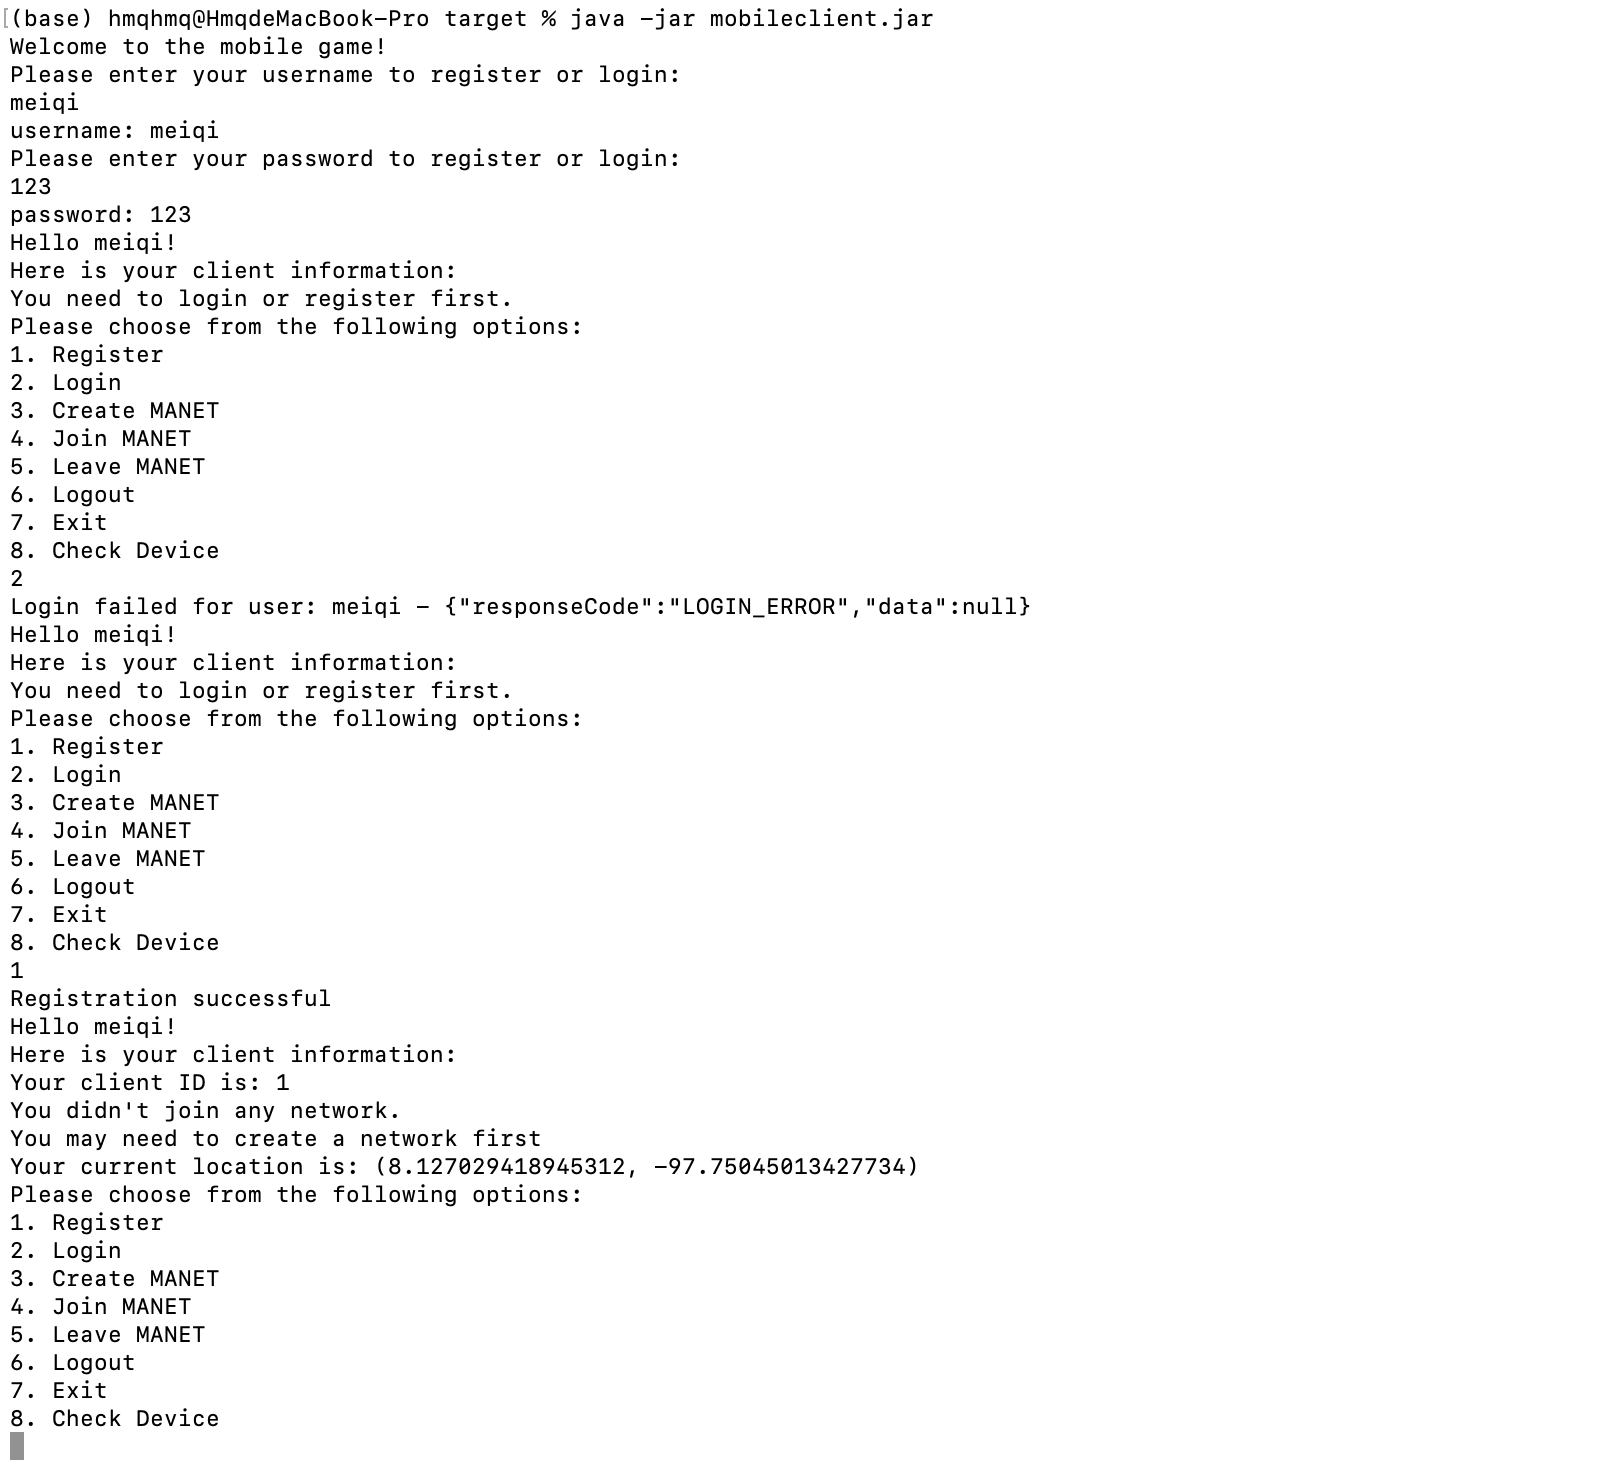 [(base) hmqhmq@HmqdeMacBook-Pro target % java -jar mobileclient.jar
Welcome to the mobile game!
Please enter your username to register or login:
meiqi
username: meiqi
Please enter your password to register or login:
123
password: 123
Hello meiqi!
Here is your client information:
You need to login or register first.
Please choose from the following options:
1. Register
2. Login
3. Create MANET
4. Join MANET
5. Leave MANET
6. Logout
7. Exit
8. Check Device
2
Login failed for user: meiqi - {"responseCode":"LOGIN_ERROR","data":null}
Hello meiqi!
Here is your client information:
You need to login or register first.
Please choose from the following options:
1. Register
2. Login
3. Create MANET
4. Join MANET
5. Leave MANET
6. Logout
7. Exit
8. Check Device
1
Registration successful
Hello meiqi!
Here is your client information:
Your client ID is: 1
You didn't join any network.
You may need to create a network first
Your current location is: (8.127029418945312, -97.75045013427734)
Please choose from the following options:
1. Register
2. Login
3. Create MANET
4. Join MANET
5. Leave MANET
6. Logout
7. Exit
8. Check Device